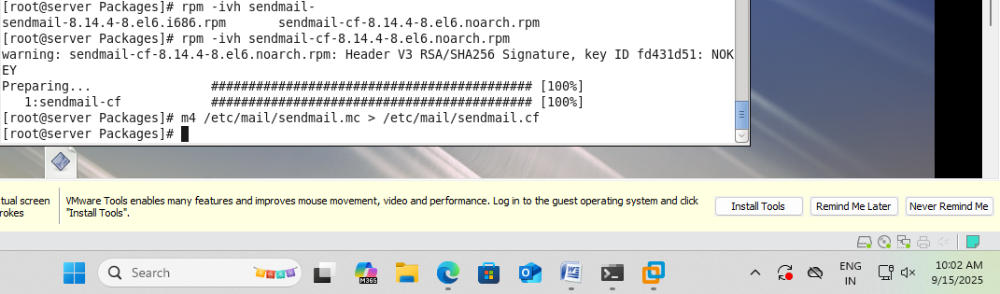 [root@server Packages]# rpm -ivh sendmail-
sendmail-8.14.4-8.el6.i686.rpm       sendmail-cf-8.14.4-8.el6.noarch.rpm
[root@server Packages]# rpm -ivh sendmail-cf-8.14.4-8.el6.noarch.rpm
warning: sendmail-cf-8.14.4-8.el6.noarch.rpm: Header V3 RSA/SHA256 Signature, key ID fd431d51: NOK
EY
Preparing...                ########################################### [100%]
   1:sendmail-cf            ########################################### [100%]
[root@server Packages]# m4 /etc/mail/sendmail.mc > /etc/mail/sendmail.cf
[root@server Packages]#
tual screen
rokes
VMware Tools enables many features and improves mouse movement, video and performance. Log in to the guest operating system and click
"Install Tools".
Install Tools
Remind Me Later
Never Remind Me
Search
M365
ENG
IN
10:02 AM
9/15/2025